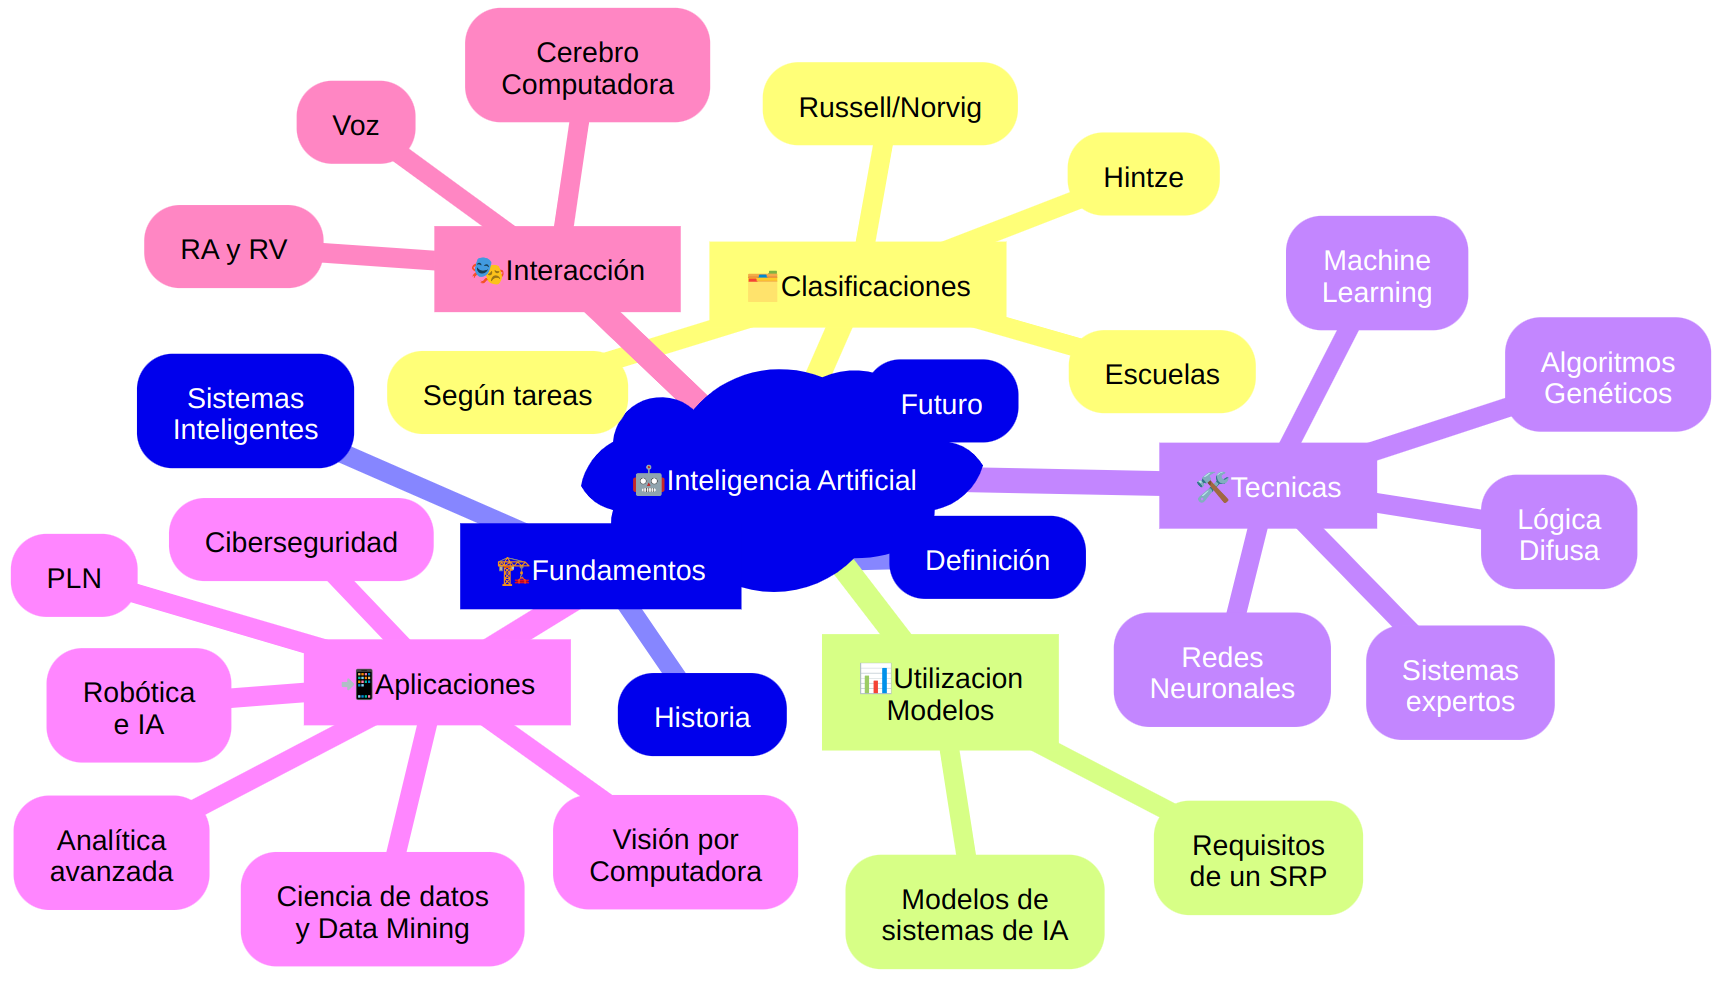 Cerebro
Computadora
Voz
RA y RV
🎭Interacción
Russell/Norvig
Hintze
🗂️Clasificaciones
Según tareas
Escuelas
Machine
Learning
Algoritmos
Genéticos
🛠️Tecnicas
Lógica
Difusa
Redes
Neuronales
Sistemas
expertos
Sistemas
Inteligentes
Futuro
🤖Inteligencia Artificial
Definición
🏗️Fundamentos
Historia
Ciberseguridad
PLN
Robótica
e IA
📲Aplicaciones
Analítica
avanzada
Ciencia de datos
y Data Mining
Visión por
Computadora
📊Utilizacion
Modelos
Modelos de
sistemas de IA
Requisitos
de un SRP